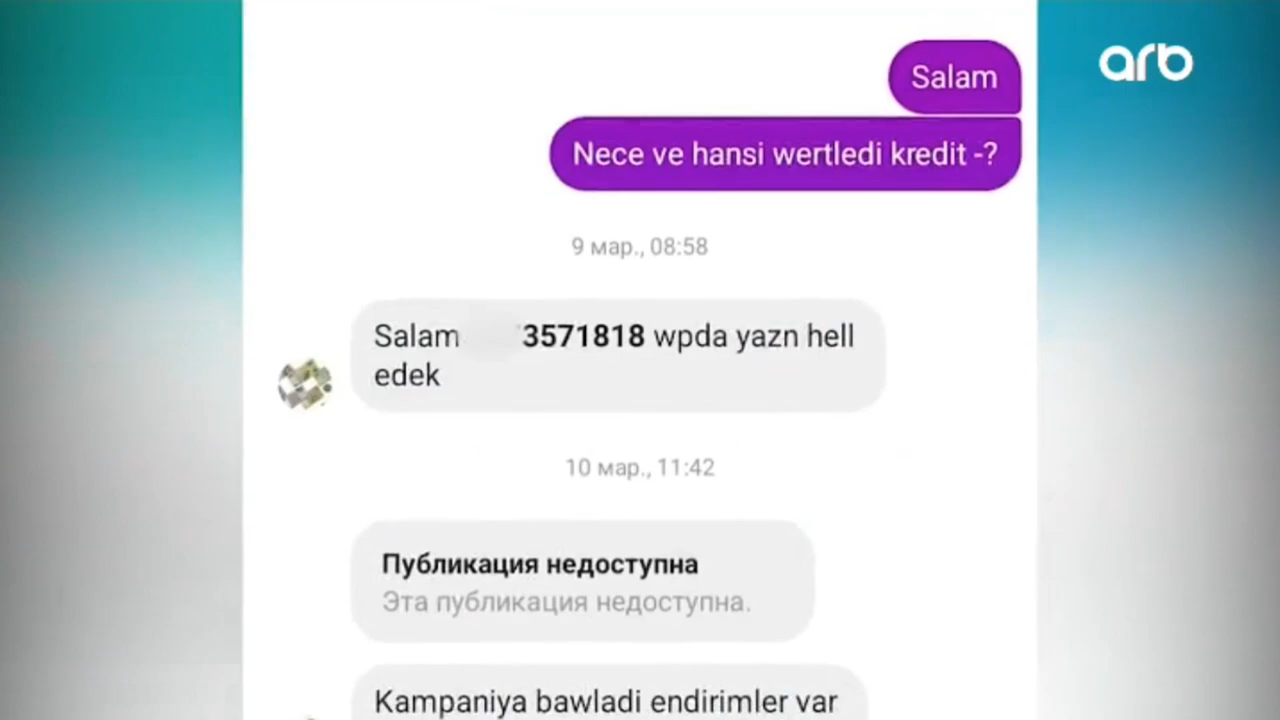 arb
Salam
Nece ve hansi wertledi kredit -?
9 мар., 08:58
Salam 3571818 wpda yazn hell
edek
10 мар., 11:42
Публикация недоступна
Эта публикация недоступна.
Kampaniya bawladi endirimler var